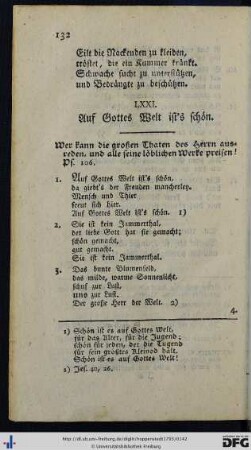 132
Eilt die Nackenden zu kleiden,
tröstet, die ein Kummer kränkt.
Schwache sucht zu unterstützen,
und Bedrängte zu beschützen.
LXXI.
Auf Gottes Welt ist's schön.
Wer kann die großen Thaten des Herrn aus-
reden, und alle seine löblichen Werke preisen!
Ps. 106.
1. Auf Gottes Welt ist's schön.
da giebt's der Freuden mancherley.
Mensch und Thier
freut sich hier.
Auf Gottes Welt ist's schön. 1)
2. Sie ist kein Jammerthal,
der liebe Gott hat sie gemacht;
schön gemacht,
gut gemacht.
Sie ist kein Jammerthal.
3. Das bunte Blumenfeld,
das milde, warme Sonnenlicht,
schuf zur Lust,
uns zur Lust.
Der große Herr der Welt. 2)
4.
1) Schön ist es auf Gottes Welt,
für das Alter, für die Jugend;
schön für jeden, der die Tugend
für sein größtes Kleinod hält.
Schön ist es auf Gottes Welt!
2) Jes. 40, 26.
© Universitätsbibliothek Düsseldorf